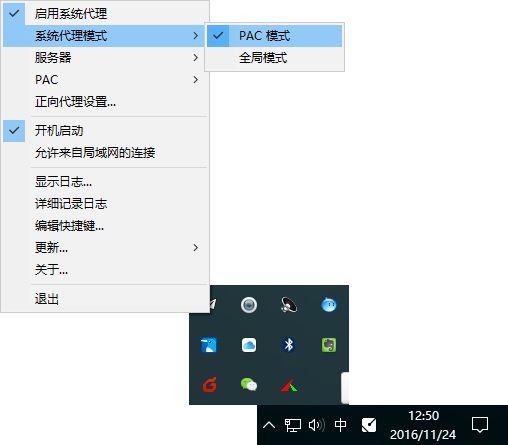 启用系统代理
系统代理模式
PAC 模式
服务器
全局模式
PAC
正向代理设置...
开机启动
允许来自局域网的连接
显示日志...
详细记录日志
编辑快捷键...
更新...
关于...
退出
中
12:50
2016/11/24